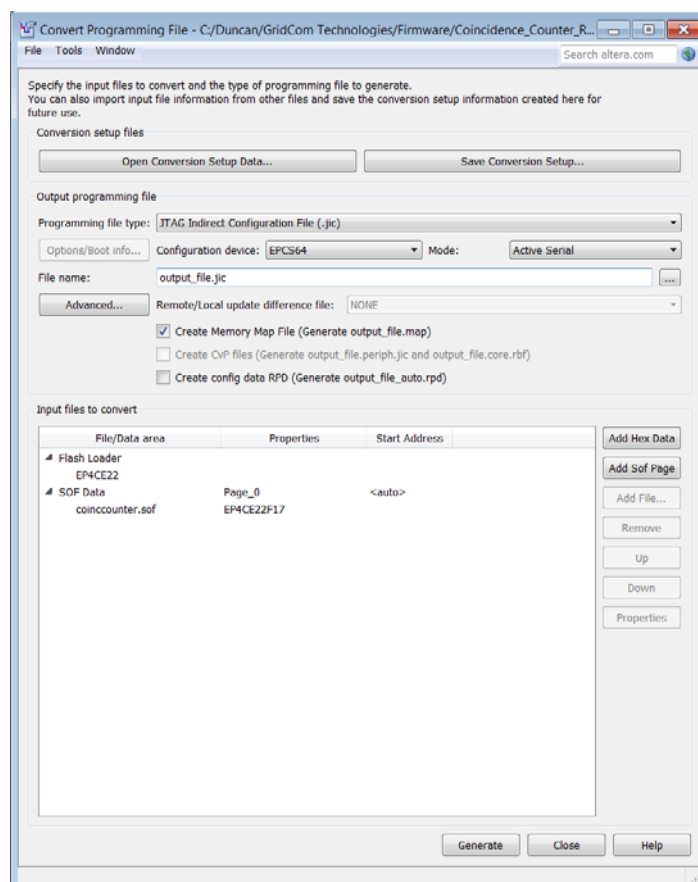 Convert Programming File - C:/Duncan/GridCom Technologies/Firmware/Coincidence_Counter_R...
File Tools Window
Search altera.com
Specify the input files to convert and the type of programming file to generate.
You can also import input file information from other files and save the conversion setup information created here for
future use.
Conversion setup files
Open Conversion Setup Data...
Save Conversion Setup...
Output programming file
Programming file type: JTAG Indirect Configuration File (.jic)
Options/Boot info... Configuration device: EPCS64 Mode: Active Serial
File name: output_file.jic ...
Advanced... Remote/Local update difference file: NONE
Create Memory Map File (Generate output_file.map)
Create CvP files (Generate output_file.periph.jic and output_file.core.rbf)
Create config data RPD (Generate output_file_auto.rpd)
Input files to convert
File/Data area Properties Start Address
Flash Loader
EP4CE22
SOF Data Page_0 <auto>
coinccounter.sof EP4CE22F17
Add Hex Data
Add Sof Page
Add File...
Remove
Up
Down
Properties
Generate Close Help